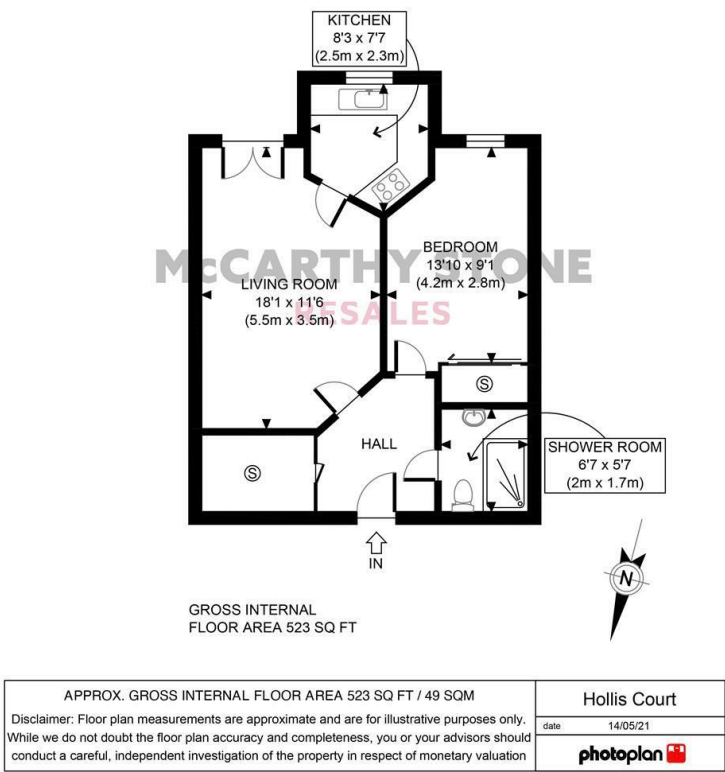 KITCHEN
8'3 x 7'7
(2.5m x 2.3m)
McCARTHY STONE
RESALES
BEDROOM
13'10 x 9'1
(4.2m x 2.8m)
LIVING ROOM
18'1 x 11'6
(5.5m x 3.5m)
S
HALL
S
SHOWER ROOM
6'7 x 5'7
(2m x 1.7m)
IN
N
GROSS INTERNAL
FLOOR AREA 523 SQ FT
APPROX. GROSS INTERNAL FLOOR AREA 523 SQ FT / 49 SQM
Disclaimer: Floor plan measurements are approximate and are for illustrative purposes only.
While we do not doubt the floor plan accuracy and completeness, you or your advisors should
conduct a careful, independent investigation of the property in respect of monetary valuation
Hollis Court
date 14/05/21
photoplan